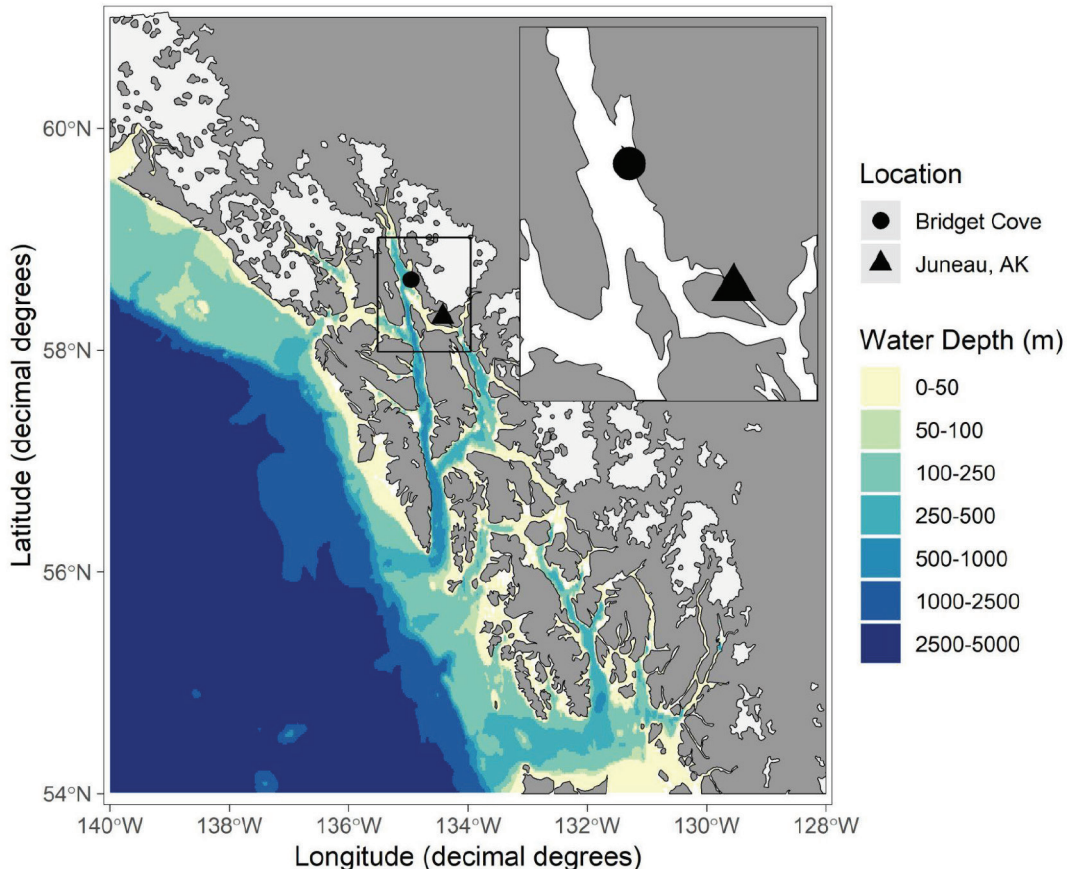 60°N
58°N
56°N
54°N
140°W
138°W
136°W
134°W
132°W
130°W
128°W
Latitude (decimal degrees)
Longitude (decimal degrees)
Location
Bridget Cove
Juneau, AK
Water Depth (m)
0-50
50-100
100-250
250-500
500-1000
1000-2500
2500-5000